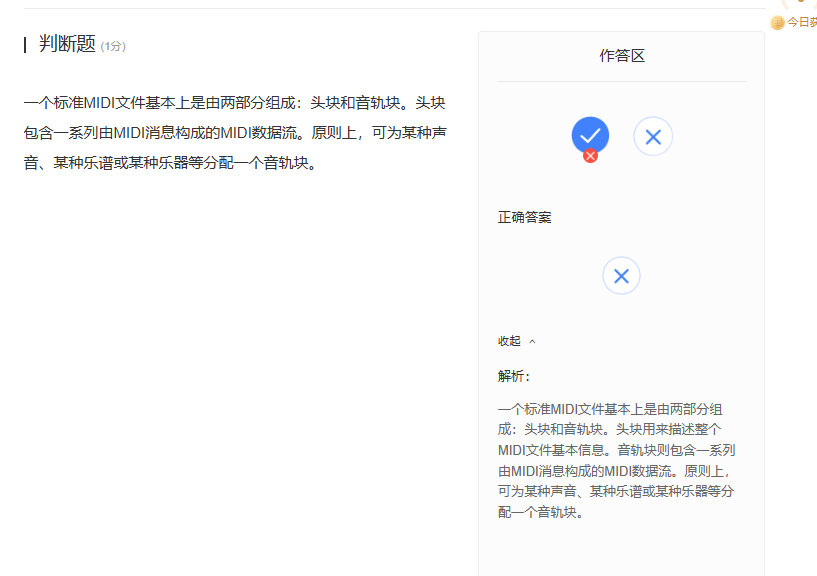 今日获
判断题 (1分)
一个标准MIDI文件基本上是由两部分组成：头块和音轨块。头块
包含一系列由MIDI消息构成的MIDI数据流。原则上，可为某种声
音、某种乐谱或某种乐器等分配一个音轨块。
作答区
正确答案
收起
解析：
一个标准MIDI文件基本上是由两部分组
成：头块和音轨块。头块用来描述整个
MIDI文件基本信息。音轨块则包含一系列
由MIDI消息构成的MIDI数据流。原则上，
可为某种声音、某种乐谱或某种乐器等分
配一个音轨块。